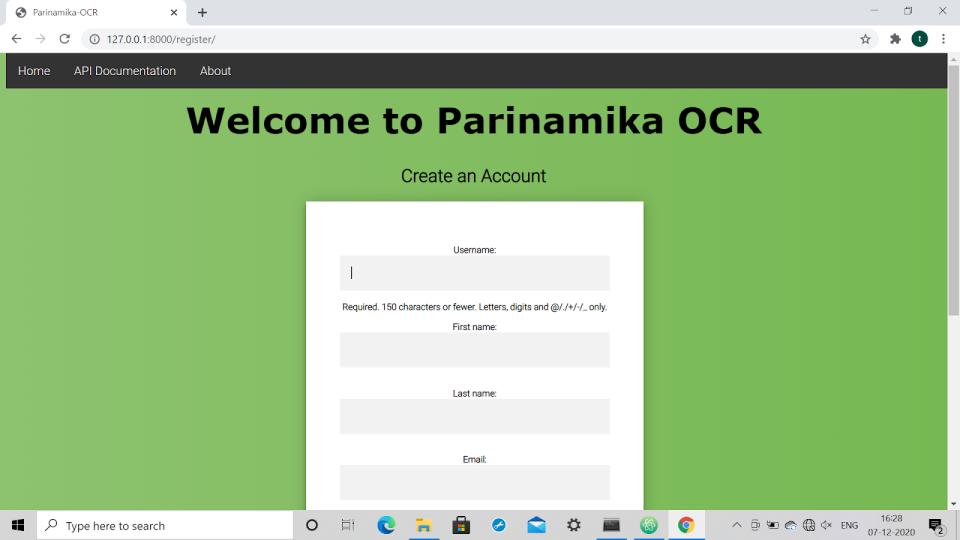 Parinamika-OCR
127.0.0.1:8000/register/
t
Home API Documentation About
Welcome to Parinamika OCR
Create an Account
Username:
Required. 150 characters or fewer. Letters, digits and @/./+/-/_ only.
First name:
Last name:
Email:
Type here to search
ENG
16:28
07-12-2020
2